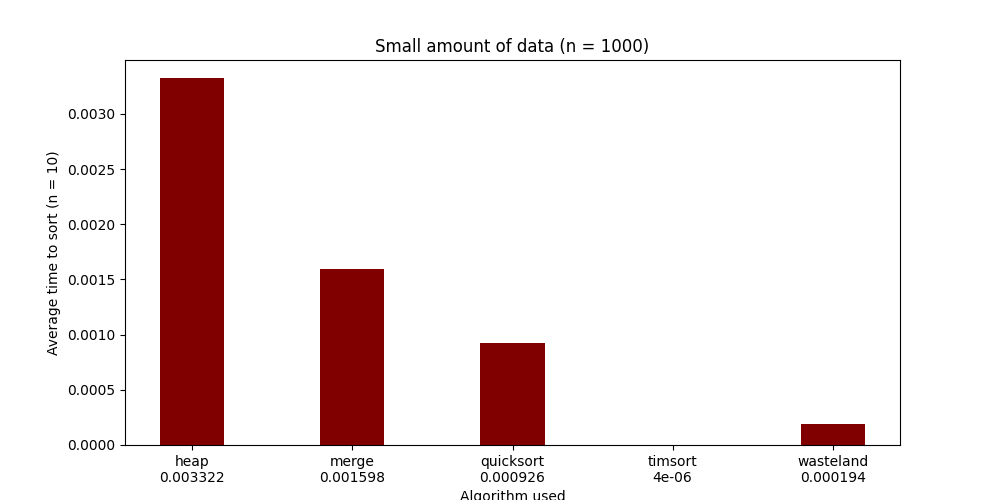 Small amount of data (n = 1000)
Average time to sort (n = 10)
0.0030
0.0025
0.0020
0.0015
0.0010
0.0005
0.0000
heap merge quicksort timsort wasteland
0.003322 0.001598 0.000926 4e-06 0.000194
Algorithm used